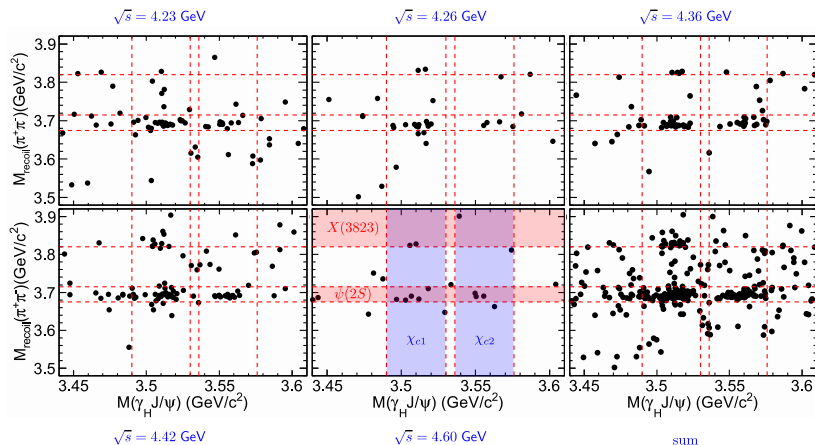 √s = 4.23 GeV √s = 4.26 GeV √s = 4.36 GeV
M_recoil(π⁺π⁻)(GeV/c²)
3.9
3.8
3.7
3.6
3.5
M_recoil(π⁺π⁻)(GeV/c²)
3.9
3.8
3.7
3.6
3.5
X(3823)
ψ(2S)
χc1 χc2
3.45 3.5 3.55 3.6 3.45 3.5 3.55 3.6 3.45 3.5 3.55 3.6
M(γ_H J/ψ) (GeV/c²) M(γ_H J/ψ) (GeV/c²) M(γ_H J/ψ) (GeV/c²)
√s = 4.42 GeV √s = 4.60 GeV sum